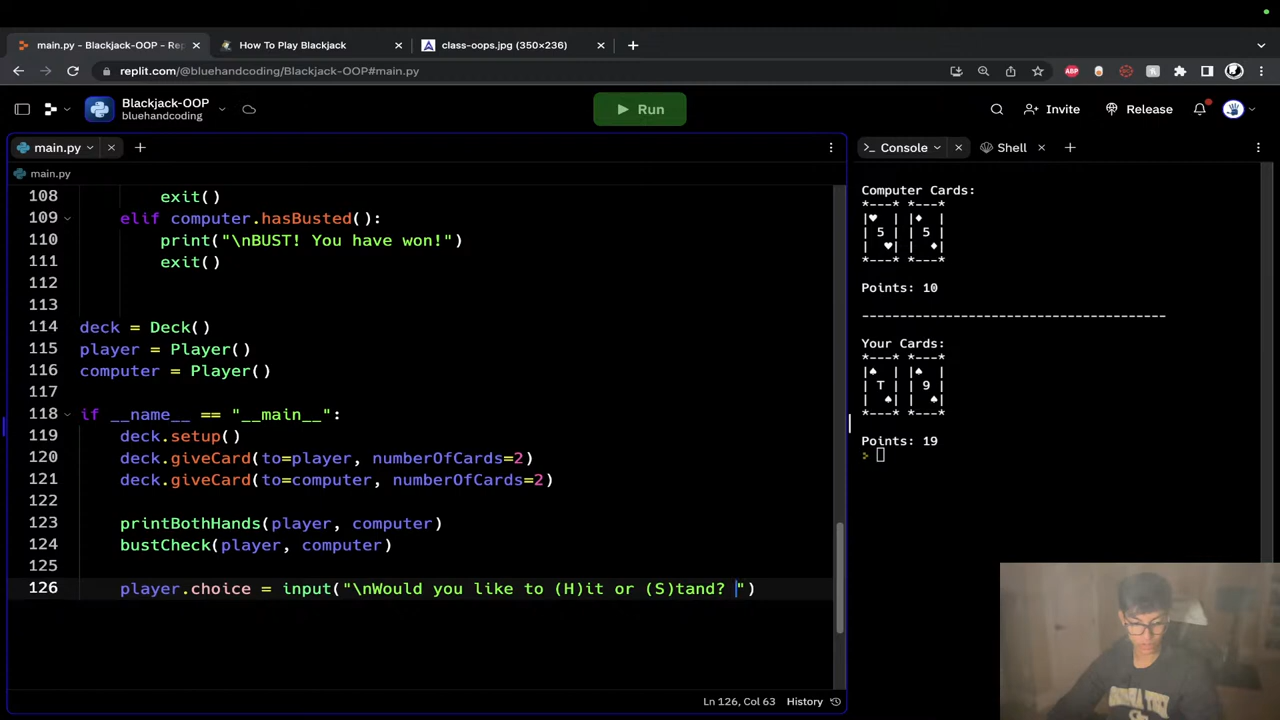 main.py - Blackjack-OOP - Rep
How To Play Blackjack
class-oops.jpg (350×236)
replit.com/@bluehandcoding/Blackjack-OOP#main.py
ABP
Blackjack-OOP
bluehandcoding
Run
Invite
Release
main.py
Console
Shell
main.py
108 exit()
109 elif computer.hasBusted():
110 print("\nBUST! You have won!")
111 exit()
112
113
114 deck = Deck()
115 player = Player()
116 computer = Player()
117
118 if __name__ == "__main__":
119 deck.setup()
120 deck.giveCard(to=player, numberOfCards=2)
121 deck.giveCard(to=computer, numberOfCards=2)
122
123 printBothHands(player, computer)
124 bustCheck(player, computer)
125
126 player.choice = input("\nWould you like to (H)it or (S)tand? ")
Computer Cards:
*---* *---*
|♥  | |♦  |
| 5 | | 5 |
|  ♥| |  ♦|
*---* *---*
Points: 10
----------------------------------------
Your Cards:
*---* *---*
|♠  | |♠  |
| T | | 9 |
|  ♠| |  ♠|
*---* *---*
Points: 19
Ln 126, Col 63
History